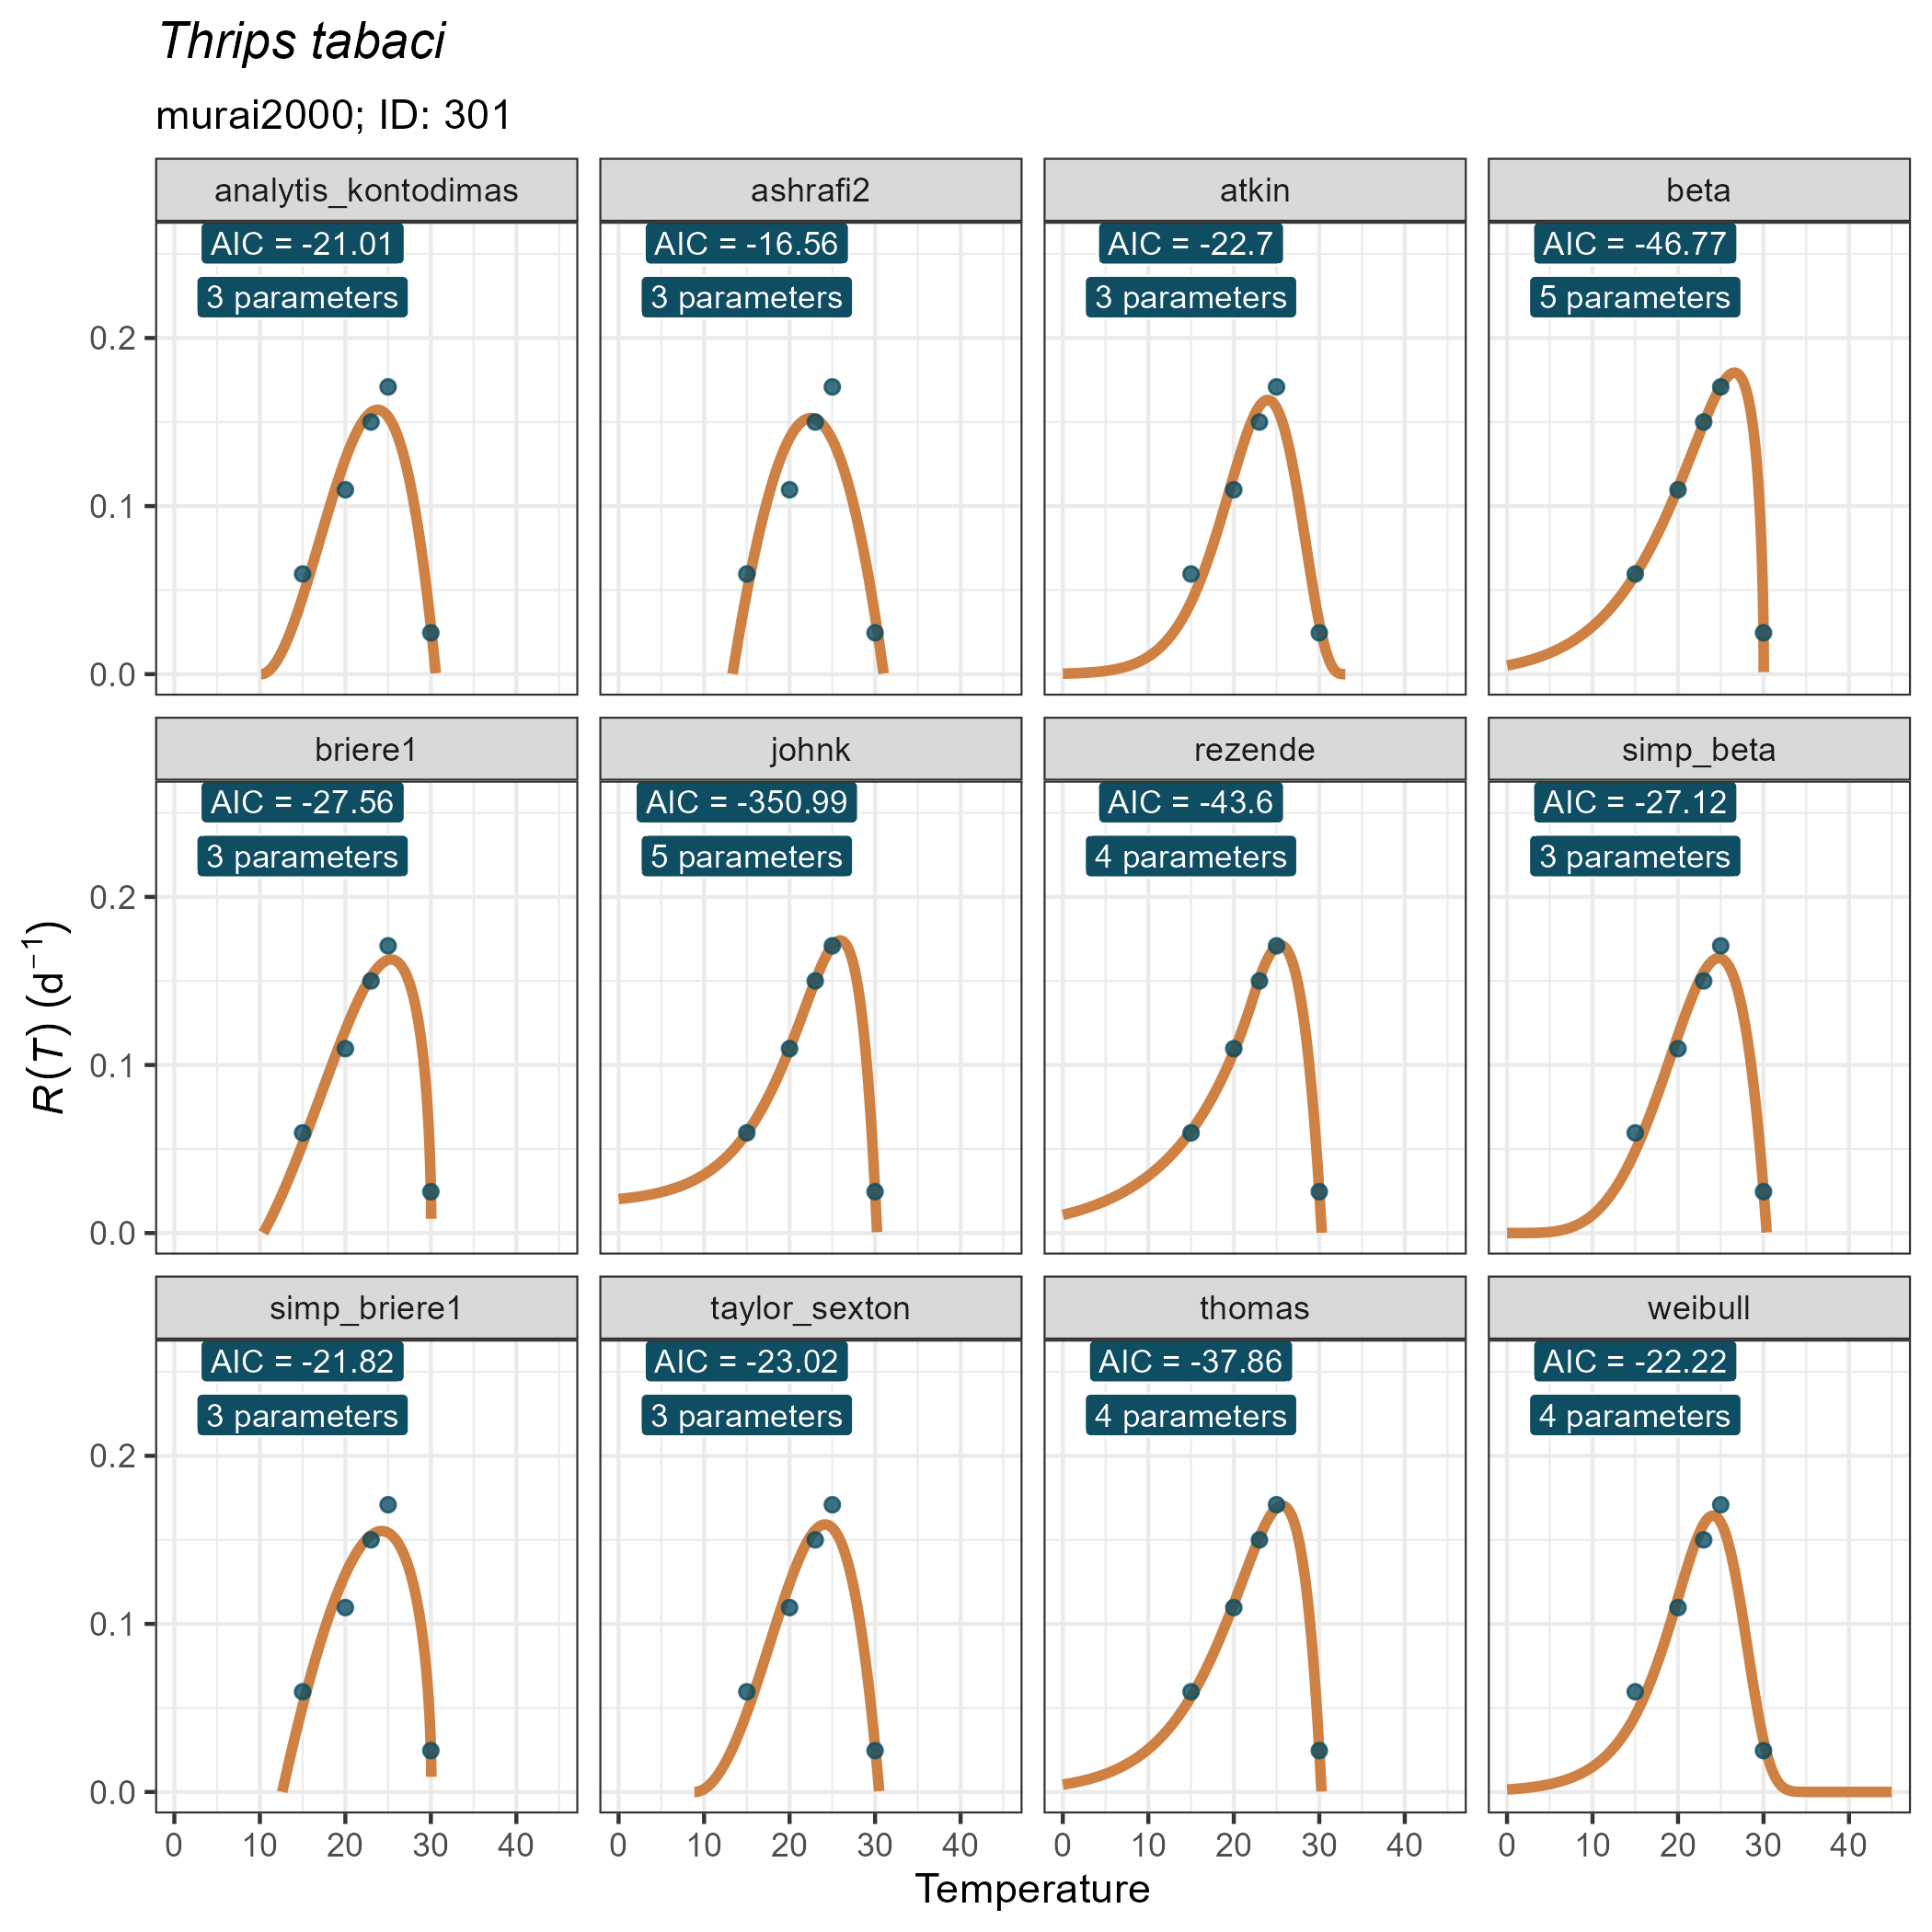 Thrips tabaci
murai2000; ID: 301
analytis_kontodimas ashrafi2 atkin beta
AIC = -21.01 AIC = -16.56 AIC = -22.7 AIC = -46.77
3 parameters 3 parameters 3 parameters 5 parameters
0.2
0.1
0.0
briere1 johnk rezende simp_beta
AIC = -27.56 AIC = -350.99 AIC = -43.6 AIC = -27.12
3 parameters 5 parameters 4 parameters 3 parameters
0.2
0.1
0.0
R(T) (d⁻¹)
simp_briere1 taylor_sexton thomas weibull
AIC = -21.82 AIC = -23.02 AIC = -37.86 AIC = -22.22
3 parameters 3 parameters 4 parameters 4 parameters
0.2
0.1
0.0
0 10 20 30 40 0 10 20 30 40 0 10 20 30 40 0 10 20 30 40
Temperature